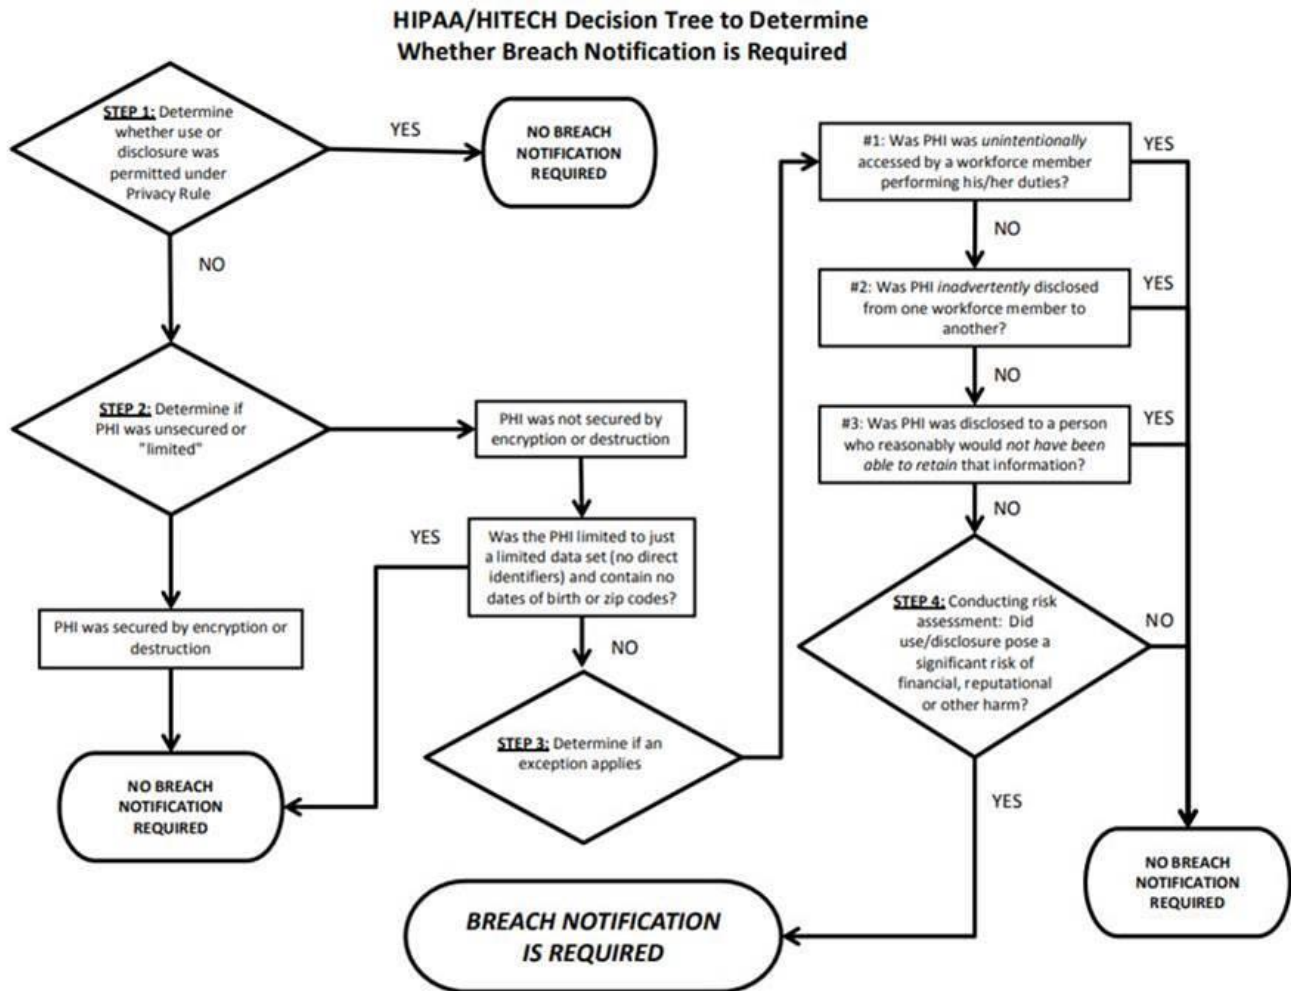 HIPAA/HITECH Decision Tree to Determine
Whether Breach Notification is Required
STEP 1: Determine
whether use or
disclosure was
permitted under
Privacy Rule
YES
NO BREACH
NOTIFICATION
REQUIRED
NO
STEP 2: Determine if
PHI was unsecured or
"limited"
PHI was not secured by
encryption or destruction
YES
Was the PHI limited to just
a limited data set (no direct
identifiers) and contain no
dates of birth or zip codes?
PHI was secured by encryption or
destruction
NO
STEP 3: Determine if an
exception applies
NO BREACH
NOTIFICATION
REQUIRED
#1: Was PHI was unintentionally
accessed by a workforce member
performing his/her duties?
YES
NO
#2: Was PHI inadvertently disclosed
from one workforce member to
another?
YES
NO
#3: Was PHI was disclosed to a person
who reasonably would not have been
able to retain that information?
YES
NO
STEP 4: Conducting risk
assessment: Did
use/disclosure pose a
significant risk of
financial, reputational
or other harm?
NO
YES
NO BREACH
NOTIFICATION
REQUIRED
BREACH NOTIFICATION
IS REQUIRED